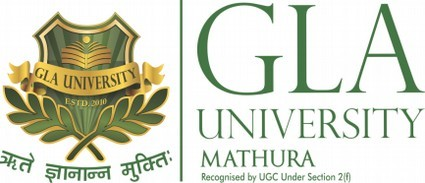 GLA UNIVERSITY
ESTD. 2010
ऋते ज्ञानान्न मुक्तिः
GLA
UNIVERSITY
MATHURA
Recognised by UGC Under Section 2(f)